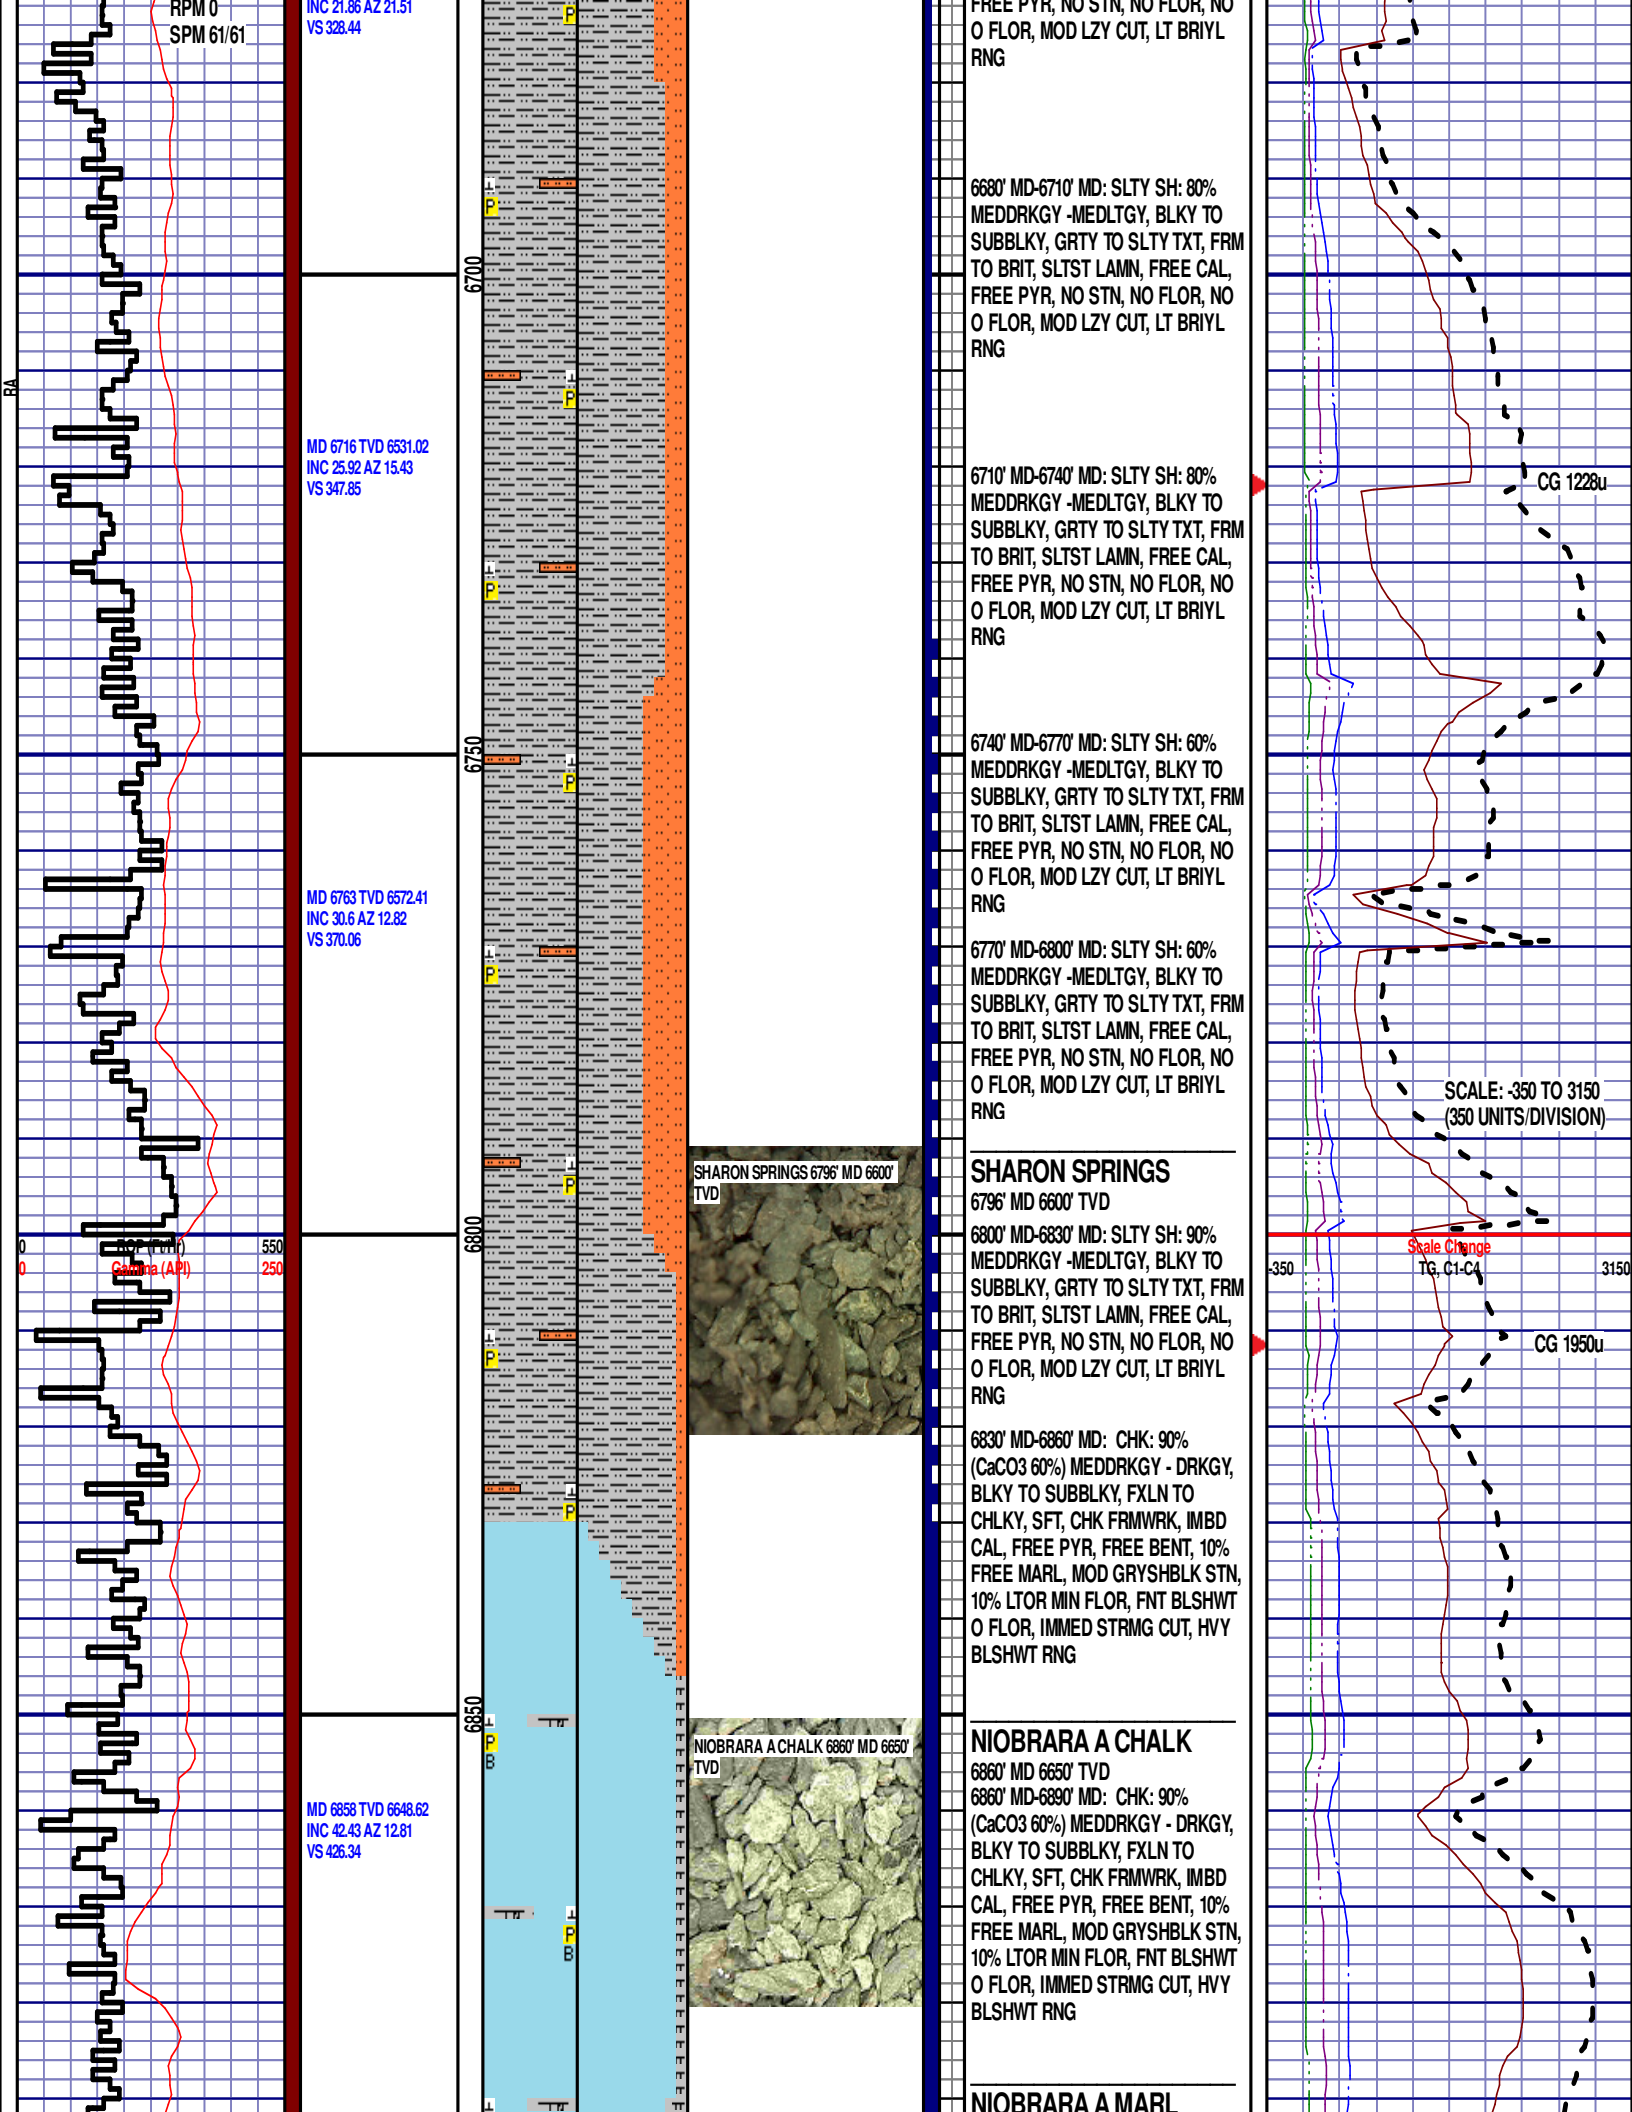 RPM 0
SPM 61/61
INC 21.86 AZ 21.51
VS 328.44
FREE PYR, NO STN, NO FLOR, NO
O FLOR, MOD LZY CUT, LT BRIYL
RNG
6680' MD-6710' MD: SLTY SH: 80%
MEDDRKGY -MEDLTGY, BLKY TO
SUBBLKY, GRTY TO SLTY TXT, FRM
TO BRIT, SLTST LAMN, FREE CAL,
FREE PYR, NO STN, NO FLOR, NO
O FLOR, MOD LZY CUT, LT BRIYL
RNG
6700
RA
MD 6716 TVD 6531.02
INC 25.92 AZ 15.43
VS 347.85
6710' MD-6740' MD: SLTY SH: 80%
MEDDRKGY -MEDLTGY, BLKY TO
SUBBLKY, GRTY TO SLTY TXT, FRM
TO BRIT, SLTST LAMN, FREE CAL,
FREE PYR, NO STN, NO FLOR, NO
O FLOR, MOD LZY CUT, LT BRIYL
RNG
CG 1228u
6750
6740' MD-6770' MD: SLTY SH: 60%
MEDDRKGY -MEDLTGY, BLKY TO
SUBBLKY, GRTY TO SLTY TXT, FRM
TO BRIT, SLTST LAMN, FREE CAL,
FREE PYR, NO STN, NO FLOR, NO
O FLOR, MOD LZY CUT, LT BRIYL
RNG
MD 6763 TVD 6572.41
INC 30.6 AZ 12.82
VS 370.06
6770' MD-6800' MD: SLTY SH: 60%
MEDDRKGY -MEDLTGY, BLKY TO
SUBBLKY, GRTY TO SLTY TXT, FRM
TO BRIT, SLTST LAMN, FREE CAL,
FREE PYR, NO STN, NO FLOR, NO
O FLOR, MOD LZY CUT, LT BRIYL
RNG
SCALE: -350 TO 3150
(350 UNITS/DIVISION)
SHARON SPRINGS 6796' MD 6600'
TVD
SHARON SPRINGS
6796' MD 6600' TVD
6800
0 ROP (Ft/Hr) 550
0 Gamma (API) 250
6800' MD-6830' MD: SLTY SH: 90%
MEDDRKGY -MEDLTGY, BLKY TO
SUBBLKY, GRTY TO SLTY TXT, FRM
TO BRIT, SLTST LAMN, FREE CAL,
FREE PYR, NO STN, NO FLOR, NO
O FLOR, MOD LZY CUT, LT BRIYL
RNG
Scale Change
-350 TG, C1-C4 3150
CG 1950u
6830' MD-6860' MD: CHK: 90%
(CaCO3 60%) MEDDRKGY - DRKGY,
BLKY TO SUBBLKY, FXLN TO
CHLKY, SFT, CHK FRMWRK, IMBD
CAL, FREE PYR, FREE BENT, 10%
FREE MARL, MOD GRYSHBLK STN,
10% LTOR MIN FLOR, FNT BLSHWT
O FLOR, IMMED STRMG CUT, HVY
BLSHWT RNG
6850
NIOBRARA A CHALK 6860' MD 6650'
TVD
NIOBRARA A CHALK
6860' MD 6650' TVD
6860' MD-6890' MD: CHK: 90%
(CaCO3 60%) MEDDRKGY - DRKGY,
BLKY TO SUBBLKY, FXLN TO
CHLKY, SFT, CHK FRMWRK, IMBD
CAL, FREE PYR, FREE BENT, 10%
FREE MARL, MOD GRYSHBLK STN,
10% LTOR MIN FLOR, FNT BLSHWT
O FLOR, IMMED STRMG CUT, HVY
BLSHWT RNG
MD 6858 TVD 6648.62
INC 42.43 AZ 12.81
VS 426.34
NIOBRARA A MARL